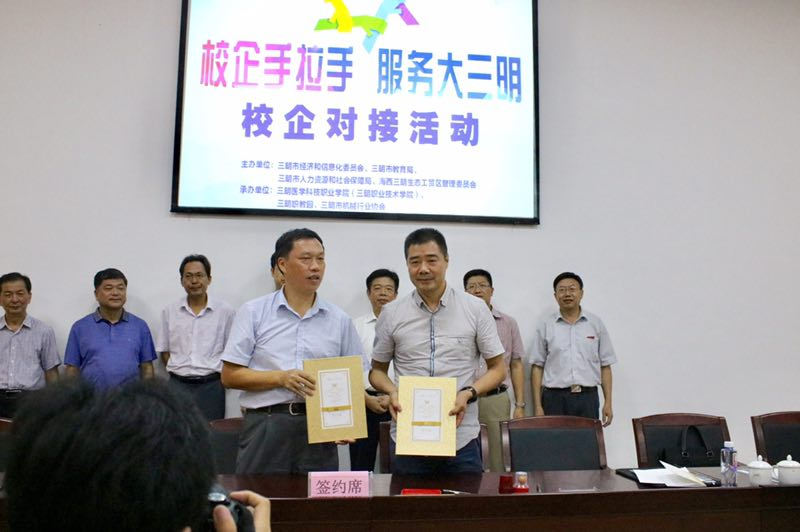 校企手拉手 服务大三明
校企对接活动
主办单位：三明市经济和信息化委员会、三明市教育局、
三明市人力资源和社会保障局、海西三明生态工贸区管理委员会
承办单位：三明医学科技职业学院（三明职业技术学院）、
三明职教园、三明市机械行业协会
签约席